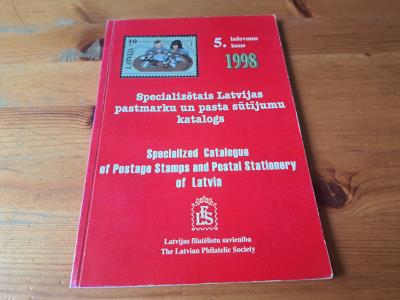 LATVIJA
5. izdevums
issue
1998
Specializētais Latvijas
pastmarku un pasta sūtījumu
katalogs
Specialized Catalogue
of Postage Stamps and Postal Stationery
of Latvia
LFS
Latvijas filatēlistu savienība
The Latvian Philatelic Society